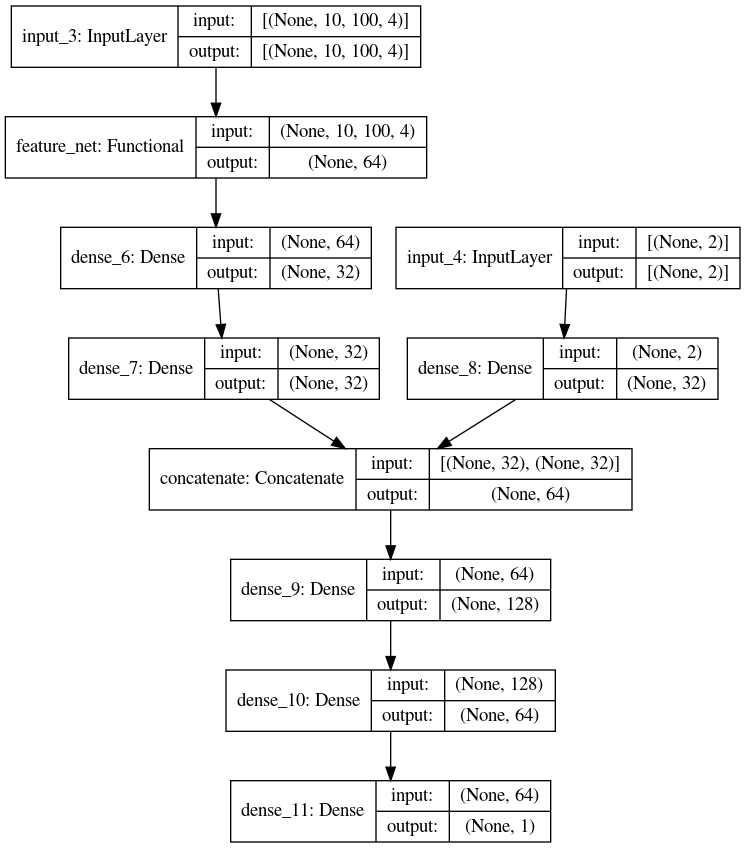 input_3: InputLayer
input: [(None, 10, 100, 4)]
output: [(None, 10, 100, 4)]
feature_net: Functional
input: (None, 10, 100, 4)
output: (None, 64)
dense_6: Dense
input: (None, 64)
output: (None, 32)
input_4: InputLayer
input: [(None, 2)]
output: [(None, 2)]
dense_7: Dense
input: (None, 32)
output: (None, 32)
dense_8: Dense
input: (None, 2)
output: (None, 32)
concatenate: Concatenate
input: [(None, 32), (None, 32)]
output: (None, 64)
dense_9: Dense
input: (None, 64)
output: (None, 128)
dense_10: Dense
input: (None, 128)
output: (None, 64)
dense_11: Dense
input: (None, 64)
output: (None, 1)